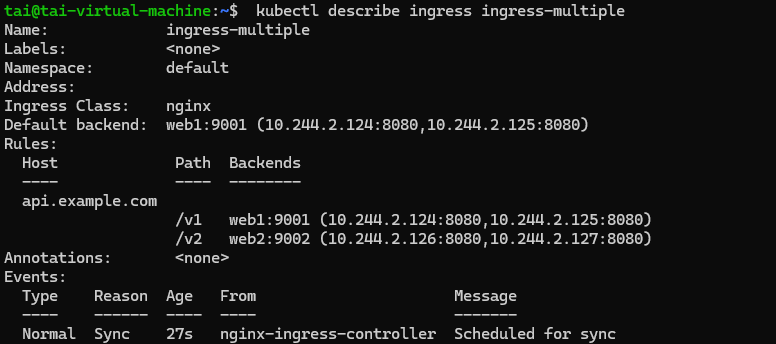 tai@tai-virtual-machine:~$  kubectl describe ingress ingress-multiple
Name:             ingress-multiple
Labels:           <none>
Namespace:        default
Address:
Ingress Class:    nginx
Default backend:  web1:9001 (10.244.2.124:8080,10.244.2.125:8080)
Rules:
  Host             Path  Backends
  ----             ----  --------
  api.example.com
                   /v1   web1:9001 (10.244.2.124:8080,10.244.2.125:8080)
                   /v2   web2:9002 (10.244.2.126:8080,10.244.2.127:8080)
Annotations:       <none>
Events:
  Type    Reason  Age   From                      Message
  ----    ------  ----  ----                      -------
  Normal  Sync    27s   nginx-ingress-controller  Scheduled for sync